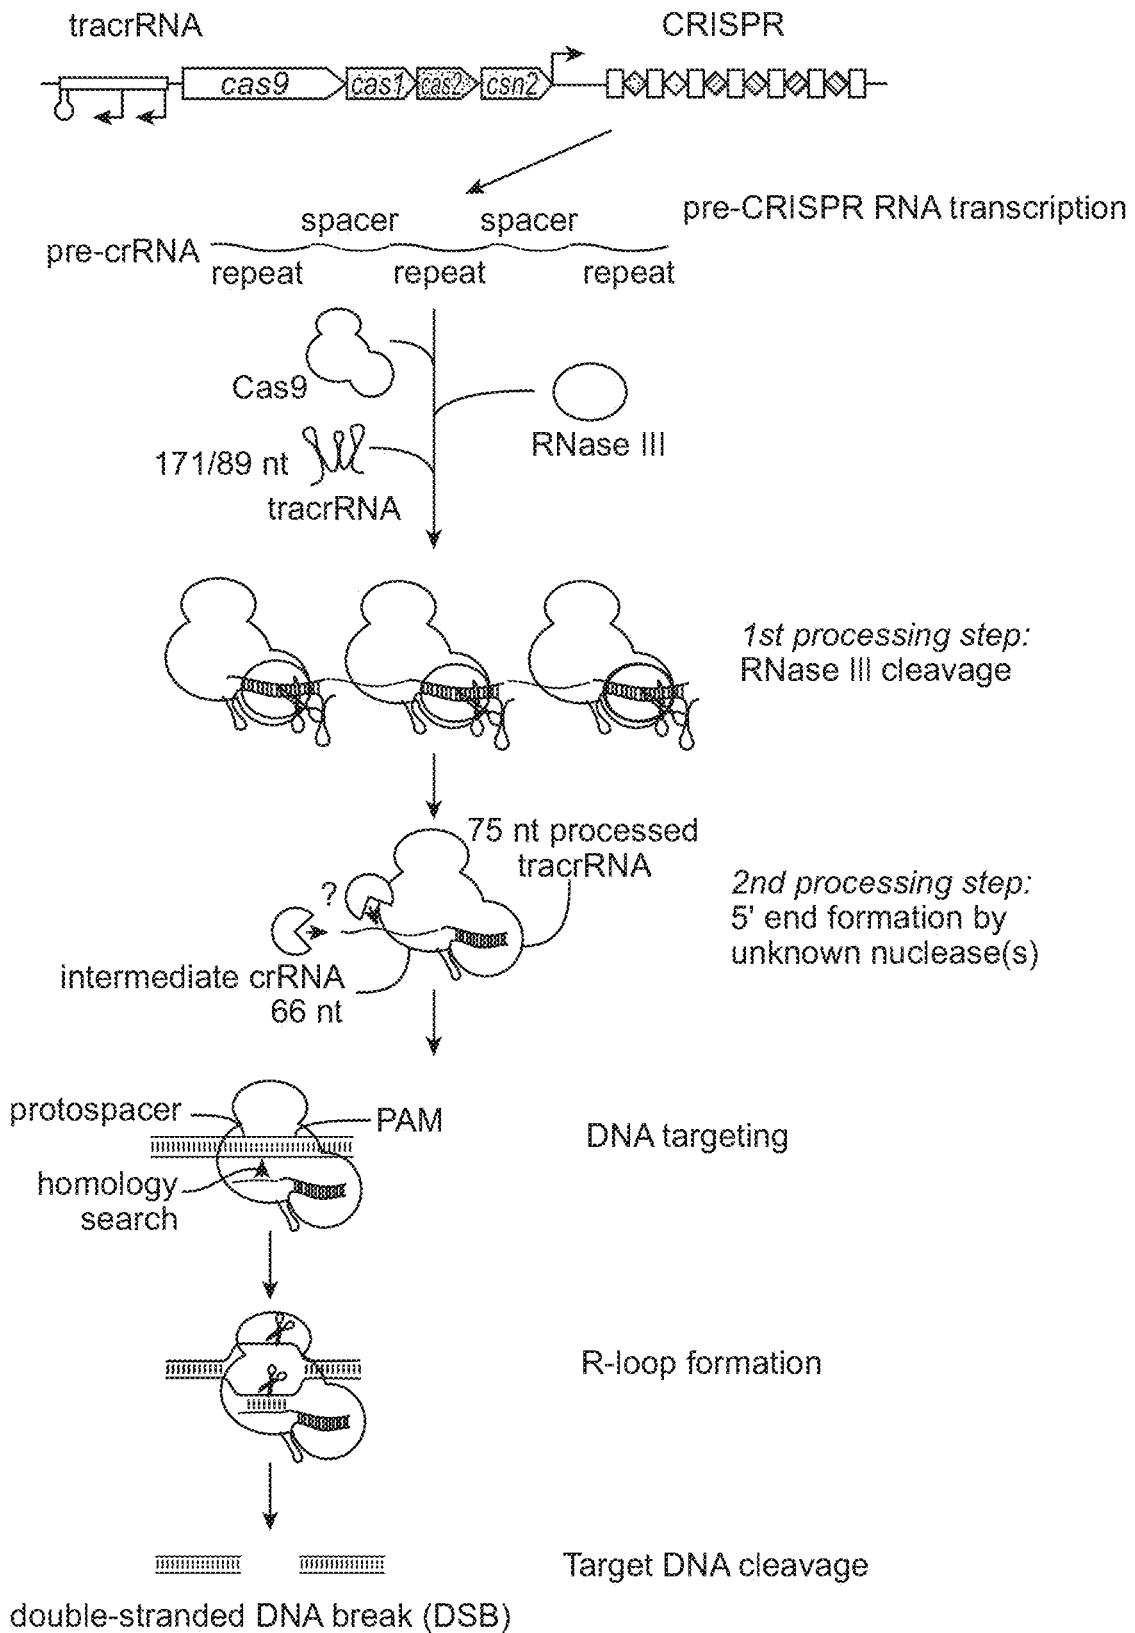 tracrRNA
CRISPR
cas9
cas1
cas2
csn2
pre-CRISPR RNA transcription
spacer
spacer
pre-crRNA
repeat
repeat
repeat
Cas9
RNase III
171/89 nt
tracrRNA
1st processing step:
RNase III cleavage
75 nt processed
tracrRNA
?
2nd processing step:
5' end formation by
unknown nuclease(s)
intermediate crRNA
66 nt
protospacer
PAM
DNA targeting
homology
search
R-loop formation
Target DNA cleavage
double-stranded DNA break (DSB)